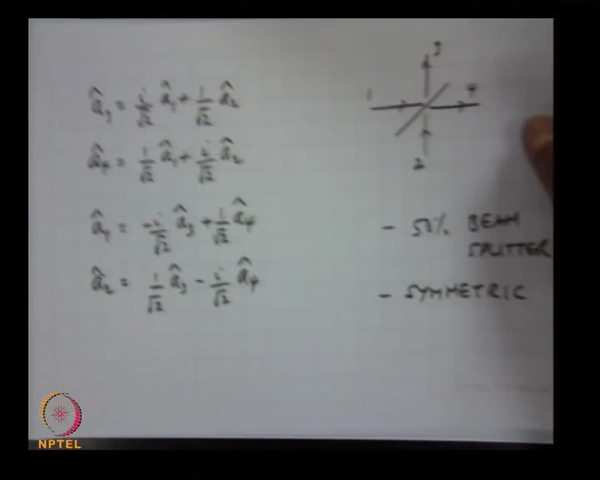 â₃ = i/√2 â₁ + 1/√2 â₂
â₄ = 1/√2 â₁ + i/√2 â₂
â₁ = -i/√2 â₃ + 1/√2 â₄
â₂ = 1/√2 â₃ - i/√2 â₄
3
1 4
2
- 50% BEAM
SPLITTER
- SYMMETRIC
NPTEL